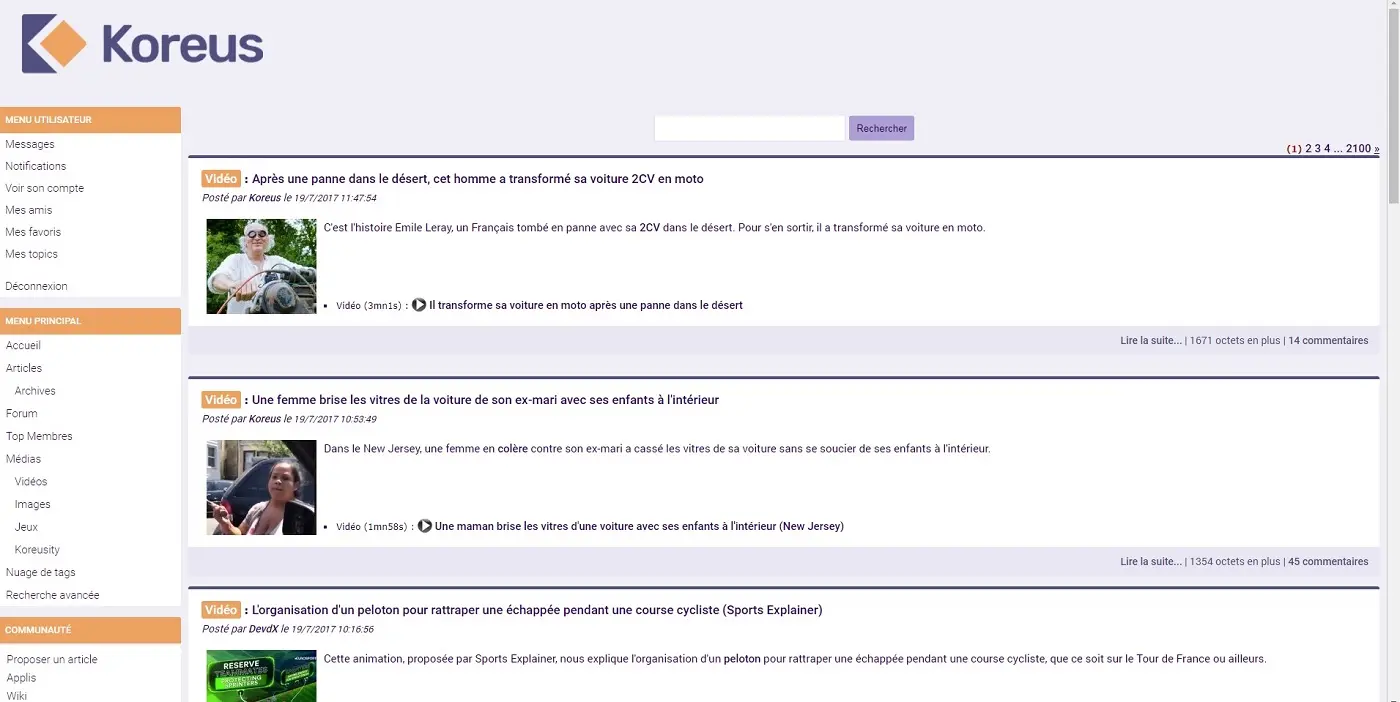 Koreus
MENU UTILISATEUR
Messages
Notifications
Voir son compte
Mes amis
Mes favoris
Mes topics
Déconnexion
MENU PRINCIPAL
Accueil
Articles
Archives
Forum
Top Membres
Médias
Vidéos
Images
Jeux
Koreusity
Nuage de tags
Recherche avancée
COMMUNAUTÉ
Proposer un article
Applis
Wiki
Rechercher
(1) 2 3 4 ... 2100 »
Vidéo : Après une panne dans le désert, cet homme a transformé sa voiture 2CV en moto
Posté par Koreus le 19/7/2017 11:47:54
C'est l'histoire Emile Leray, un Français tombé en panne avec sa 2CV dans le désert. Pour s'en sortir, il a transformé sa voiture en moto.
• Vidéo (3mn1s) : Il transforme sa voiture en moto après une panne dans le désert
Lire la suite... | 1671 octets en plus | 14 commentaires
Vidéo : Une femme brise les vitres de la voiture de son ex-mari avec ses enfants à l'intérieur
Posté par Koreus le 19/7/2017 10:53:49
Dans le New Jersey, une femme en colère contre son ex-mari a cassé les vitres de sa voiture sans se soucier de ses enfants à l'intérieur.
• Vidéo (1mn58s) : Une maman brise les vitres d'une voiture avec ses enfants à l'intérieur (New Jersey)
Lire la suite... | 1354 octets en plus | 45 commentaires
Vidéo : L'organisation d'un peloton pour rattraper une échappée pendant une course cycliste (Sports Explainer)
Posté par DevdX le 19/7/2017 10:16:56
RESERVE
TEAMMATES
PROTECTING
SPRINTERS
Cette animation, proposée par Sports Explainer, nous explique l'organisation d'un peloton pour rattraper une échappée pendant une course cycliste, que ce soit sur le Tour de France ou ailleurs.